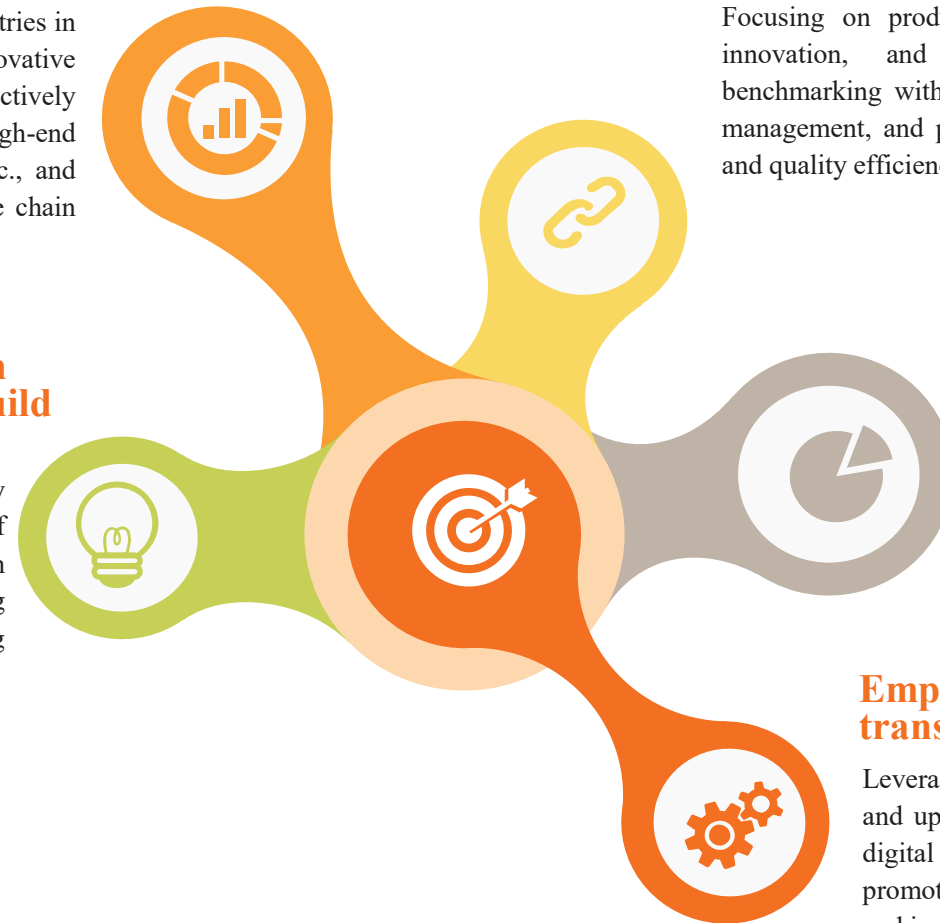 tries in
ovative
ctively
gh-end
c., and
e chain
Focusing on prod
innovation, and
benchmarking with
management, and p
and quality efficien
uild
y
f
n
g
g
Emp
trans
Levera
and up
digital
promot